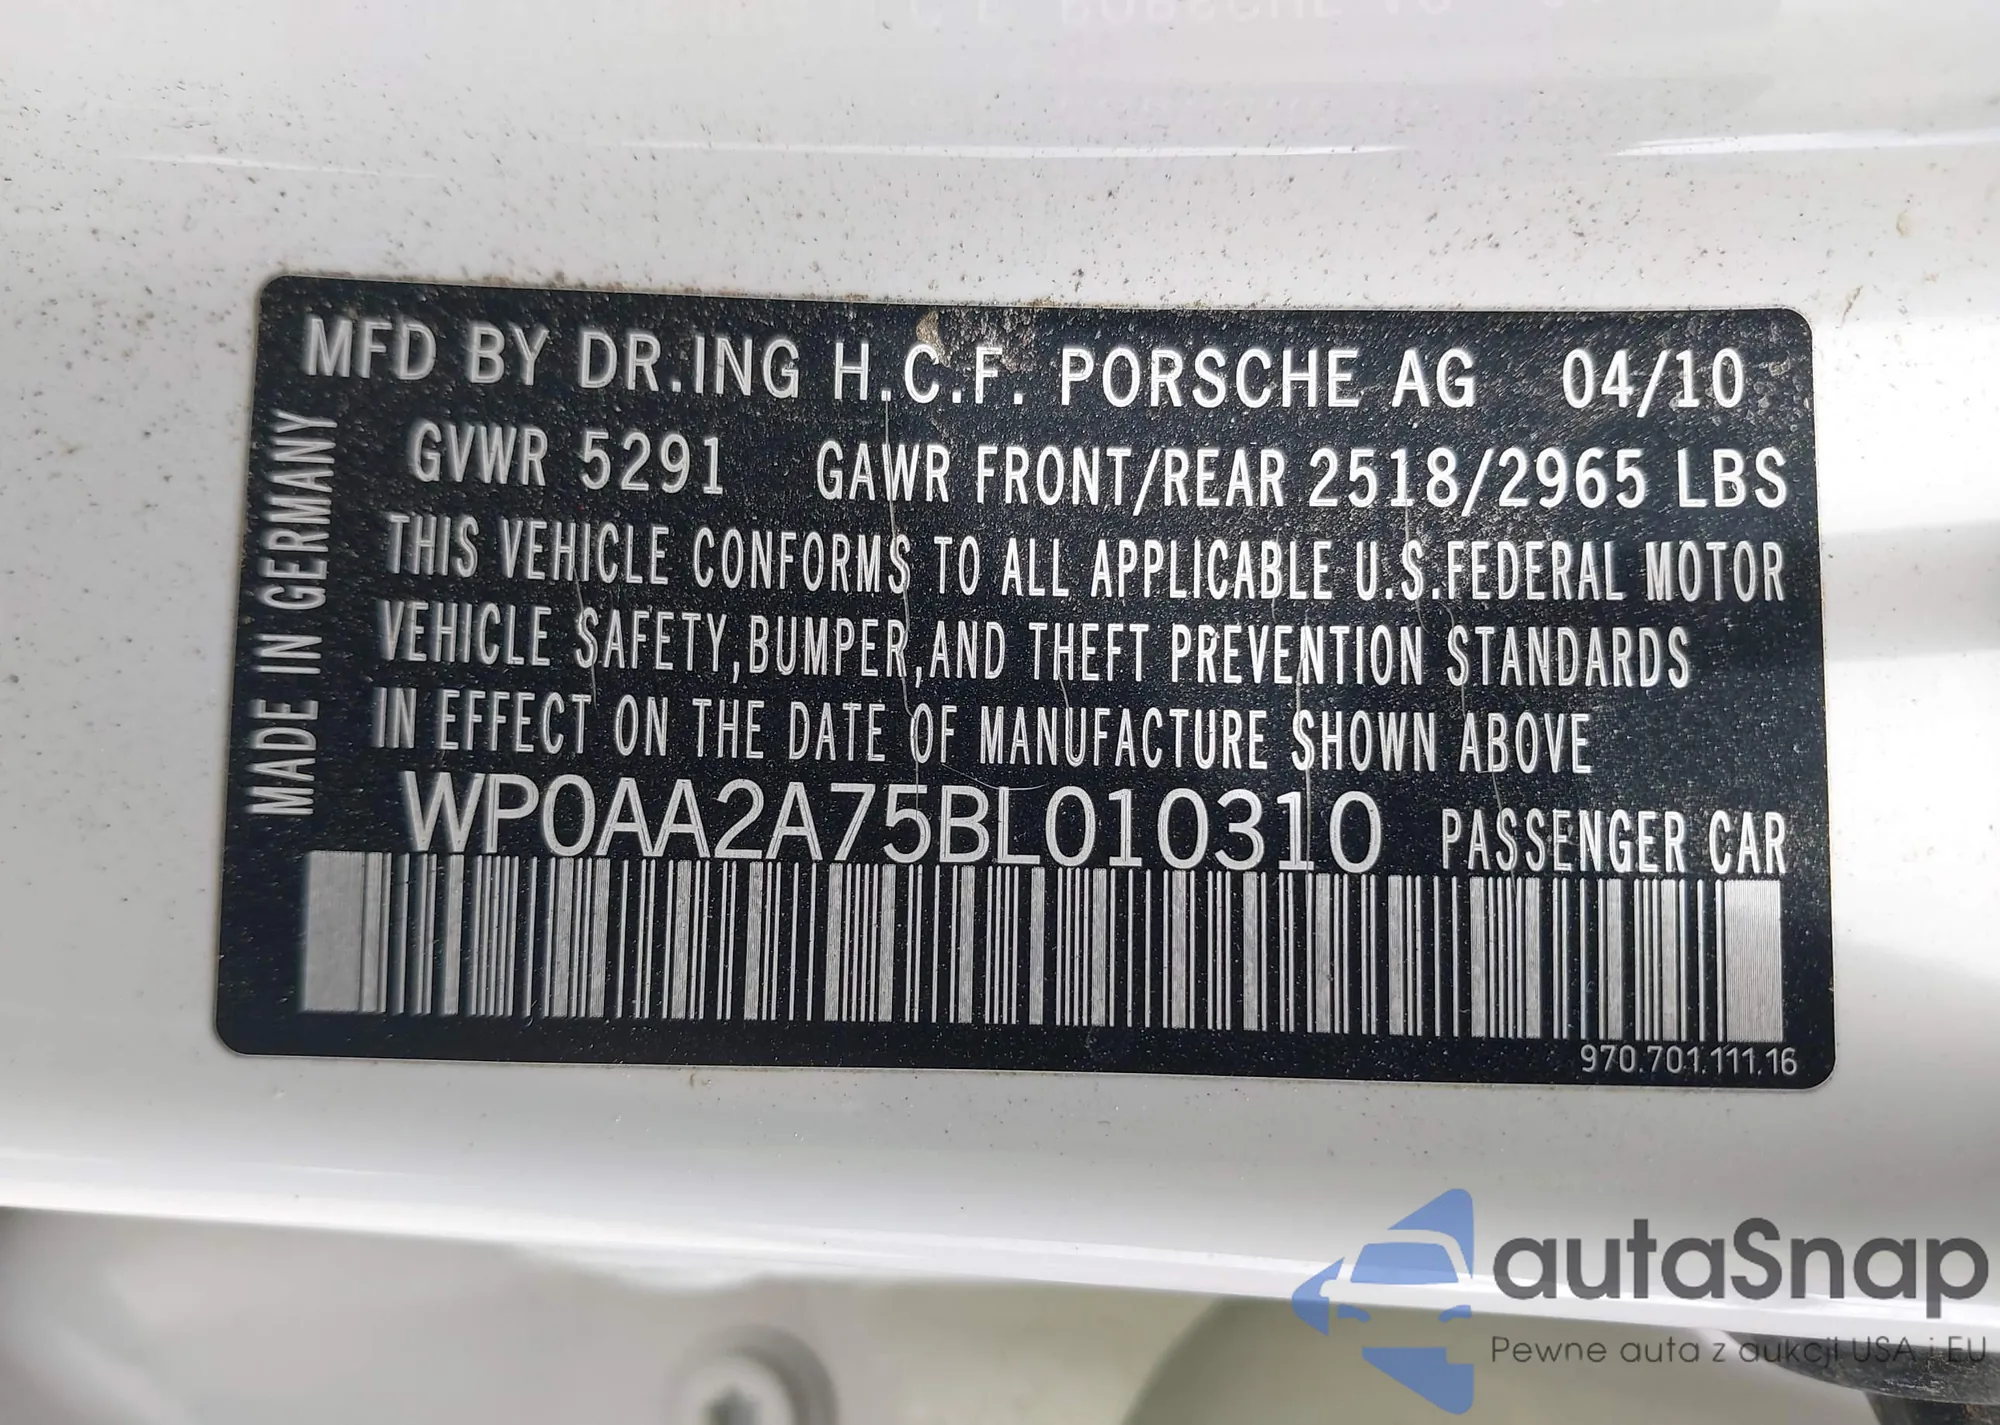 MFD BY DR.ING H.C.F. PORSCHE AG 04/10
GVWR 5291 GAWR FRONT/REAR 2518/2965 LBS
THIS VEHICLE CONFORMS TO ALL APPLICABLE U.S.FEDERAL MOTOR
VEHICLE SAFETY,BUMPER,AND THEFT PREVENTION STANDARDS
IN EFFECT ON THE DATE OF MANUFACTURE SHOWN ABOVE
WP0AA2A75BL010310 PASSENGER CAR
MADE IN GERMANY
970.701.111.16
autaSnap
Pewne auta z aukcji USA i EU